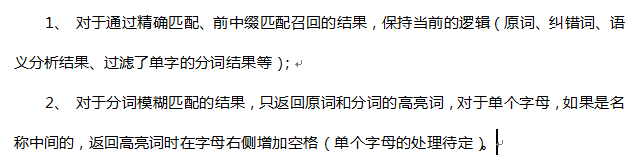 1、 对于通过精确匹配、前中缀匹配召回的结果，保持当前的逻辑（原词、纠错词、语
义分析结果、过滤了单字的分词结果等）；
2、 对于分词模糊匹配的结果，只返回原词和分词的高亮词，对于单个字母，如果是名
称中间的，返回高亮词时在字母右侧增加空格（单个字母的处理待定）。